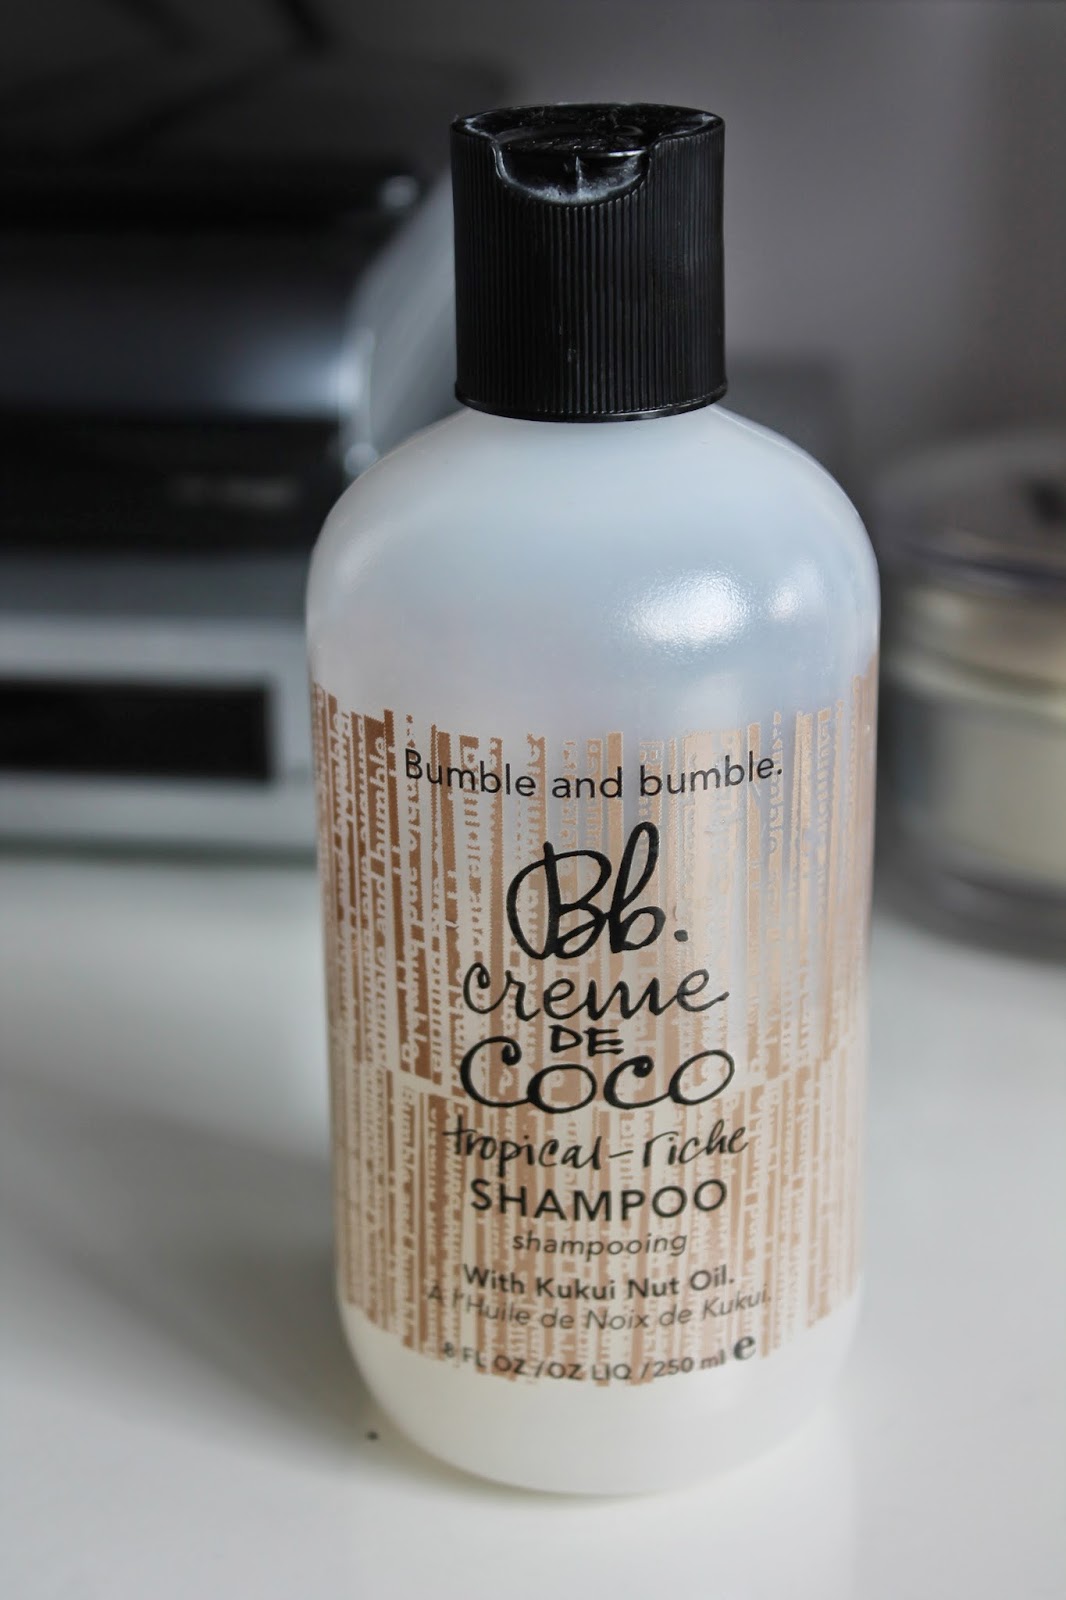 Bumble and bumble.
Bb.
creme
DE
COCO
tropical-riche
SHAMPOO
shampooing
With Kukui Nut Oil.
A l'Huile de Noix de Kukui.
8 FL OZ/OZ LIQ / 250 ml e